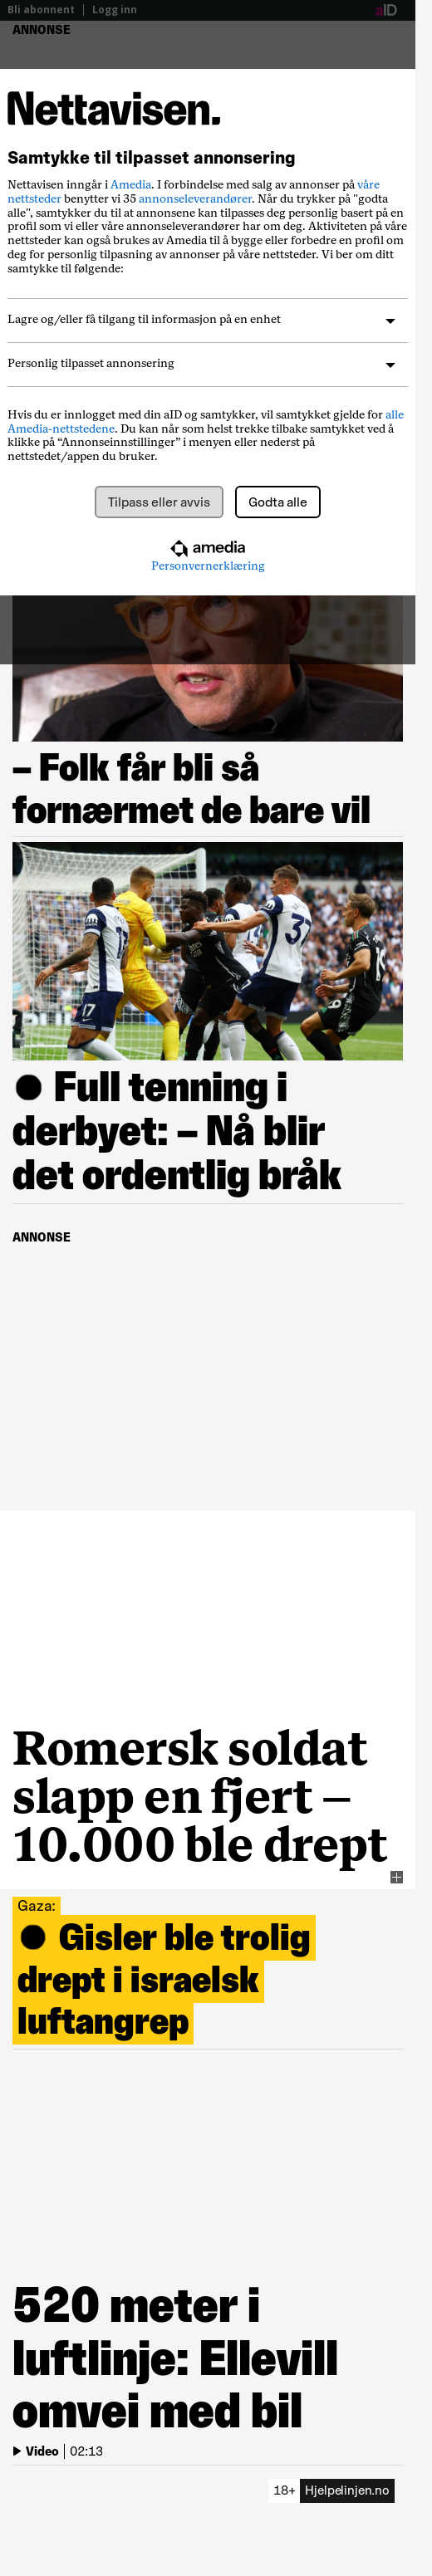 Bli abonnent | Logg inn aID
ANNONSE
Nettavisen.
Samtykke til tilpasset annonsering
Nettavisen inngår i Amedia. I forbindelse med salg av annonser på våre
nettsteder benytter vi 35 annonseleverandører. Når du trykker på "godta
alle", samtykker du til at annonsene kan tilpasses deg personlig basert på en
profil som vi eller våre annonseleverandører har om deg. Aktiviteten på våre
nettsteder kan også brukes av Amedia til å bygge eller forbedre en profil om
deg for personlig tilpasning av annonser på våre nettsteder. Vi ber om ditt
samtykke til følgende:
Lagre og/eller få tilgang til informasjon på en enhet
Personlig tilpasset annonsering
Hvis du er innlogget med din aID og samtykker, vil samtykket gjelde for alle
Amedia-nettstedene. Du kan når som helst trekke tilbake samtykket ved å
klikke på “Annonseinnstillinger” i menyen eller nederst på
nettstedet/appen du bruker.
Tilpass eller avvis Godta alle
amedia
Personvernerklæring
– Folk får bli så
fornærmet de bare vil
17
37
Full tenning i
derbyet: – Nå blir
det ordentlig bråk
ANNONSE
Romersk soldat
slapp en fjert –
10.000 ble drept
Gaza:
Gisler ble trolig
drept i israelsk
luftangrep
520 meter i
luftlinje: Ellevill
omvei med bil
Video | 02:13
18+ Hjelpelinjen.no